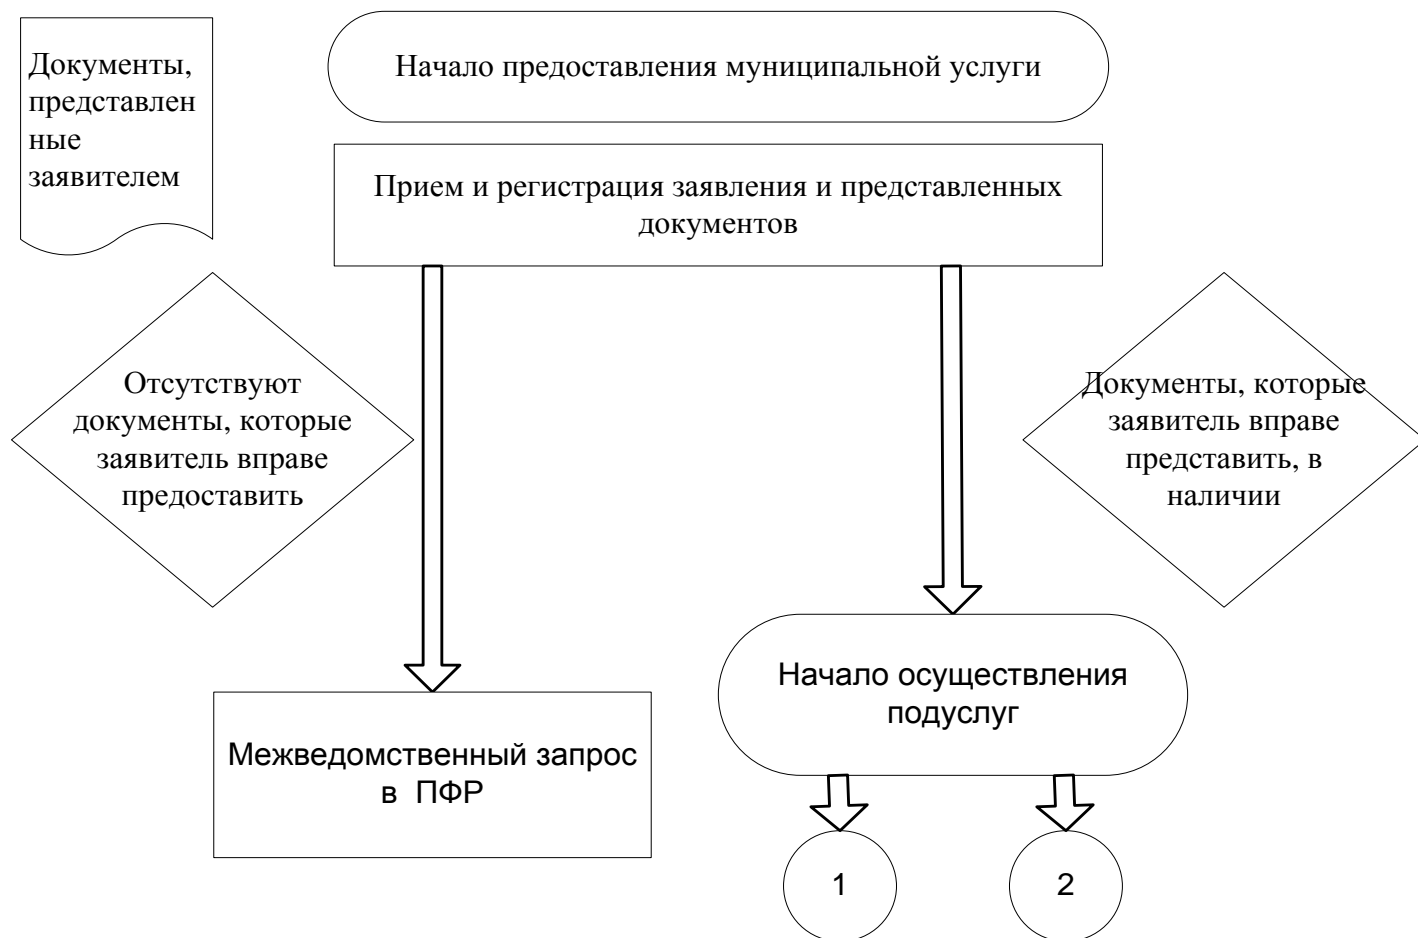 Документы,
представлен
ные
заявителем
Начало предоставления муниципальной услуги
Прием и регистрация заявления и представленных
документов
Отсутствуют
документы, которые
заявитель вправе
предоставить
Документы, которые
заявитель вправе
представить, в
наличии
Начало осуществления
подуслуг
Межведомственный запрос
в ПФР
1
2